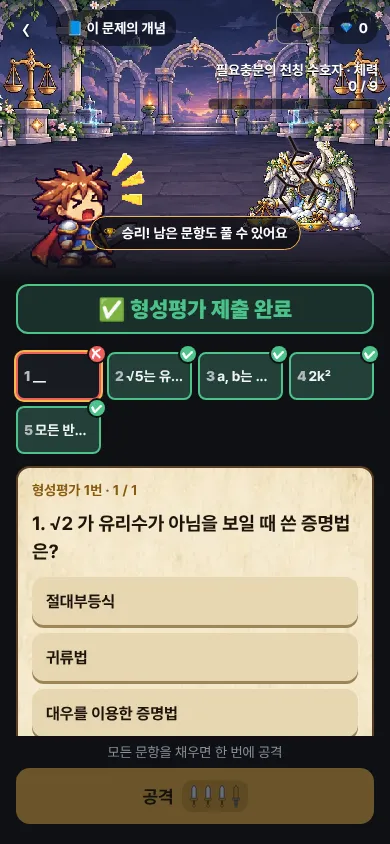 이 문제의 개념
0
필요충분의 천칭 수호자 · 체력
0 / 9
승리! 남은 문항도 풀 수 있어요
형성평가 제출 완료
1 __
2 √5는 유...
3 a, b는 ...
4 2k²
5 모든 반...
형성평가 1번 · 1 / 1
1. √2 가 유리수가 아님을 보일 때 쓴 증명법
은?
절대부등식
귀류법
대우를 이용한 증명법
모든 문항을 채우면 한 번에 공격
공격